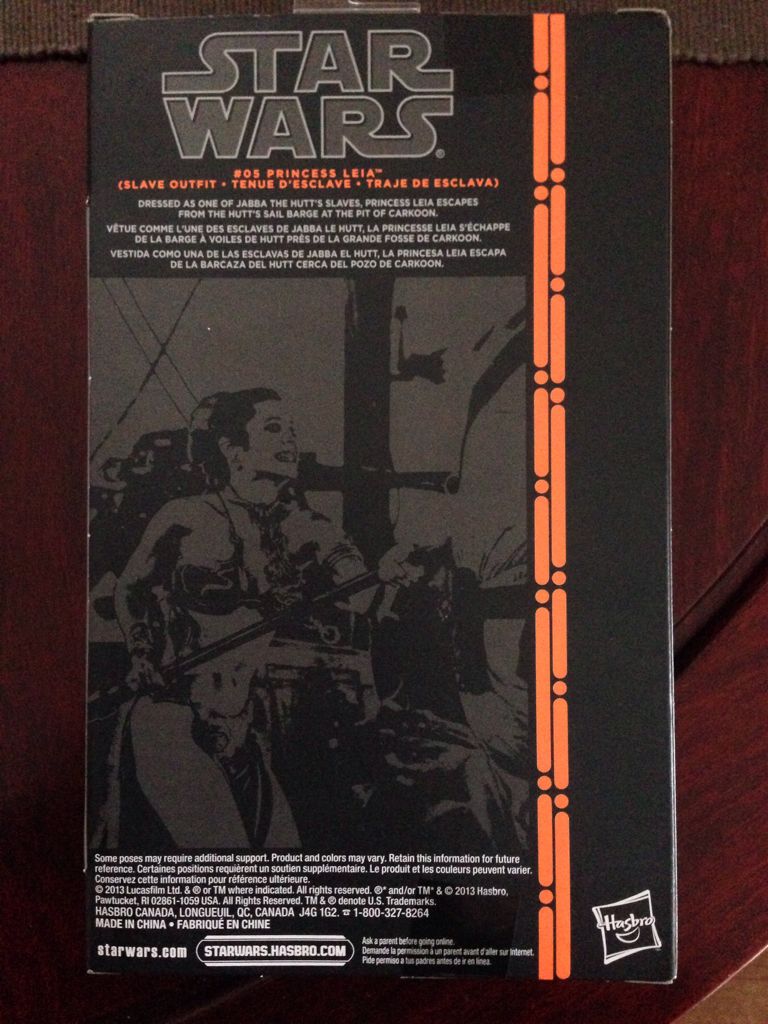 STAR
WARS®
#05 PRINCESS LEIA™
(SLAVE OUTFIT • TENUE D'ESCLAVE • TRAJE DE ESCLAVA)
DRESSED AS ONE OF JABBA THE HUTT'S SLAVES, PRINCESS LEIA ESCAPES
FROM THE HUTT'S SAIL BARGE AT THE PIT OF CARKOON.
VÊTUE COMME L'UNE DES ESCLAVES DE JABBA LE HUTT, LA PRINCESSE LEIA S'ÉCHAPPE
DE LA BARGE À VOILES DE HUTT PRÈS DE LA GRANDE FOSSE DE CARKOON.
VESTIDA COMO UNA DE LAS ESCLAVAS DE JABBA EL HUTT, LA PRINCESA LEIA ESCAPA
DE LA BARCAZA DEL HUTT CERCA DEL POZO DE CARKOON.
Some poses may require additional support. Product and colors may vary. Retain this information for future
reference. Certaines positions requièrent un soutien supplémentaire. Le produit et les couleurs peuvent varier.
Conservez cette information pour référence ultérieure.
© 2013 Lucasfilm Ltd. & ® or TM where indicated. All rights reserved. ®* and/or TM* & © 2013 Hasbro,
Pawtucket, RI 02861-1059 USA. All Rights Reserved. TM & ® denote U.S. Trademarks.
HASBRO CANADA, LONGUEUIL, QC, CANADA J4G 1G2. ☎ 1-800-327-8264
MADE IN CHINA • FABRIQUÉ EN CHINE
starwars.com STARWARS.HASBRO.COM
Ask a parent before going online.
Demande la permission à un parent avant d'aller sur Internet.
Pide permiso a tus padres antes de ir en línea.
Hasbro